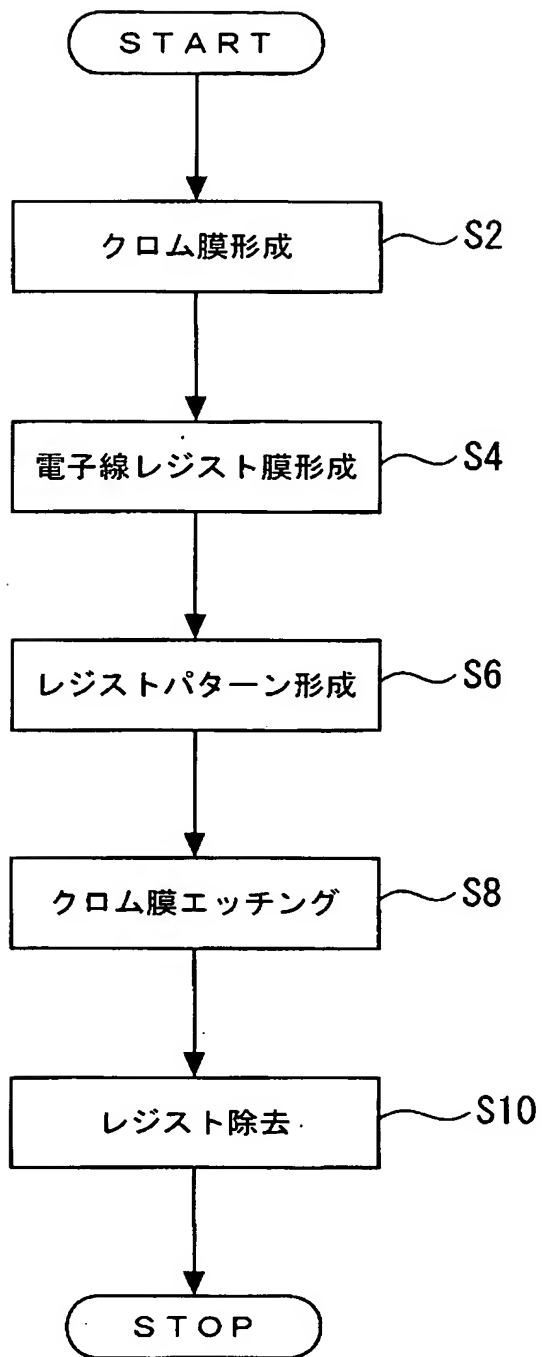 START
クロム膜形成
S2
電子線レジスト膜形成
S4
レジストパターン形成
S6
クロム膜エッチング
S8
レジスト除去
S10
STOP